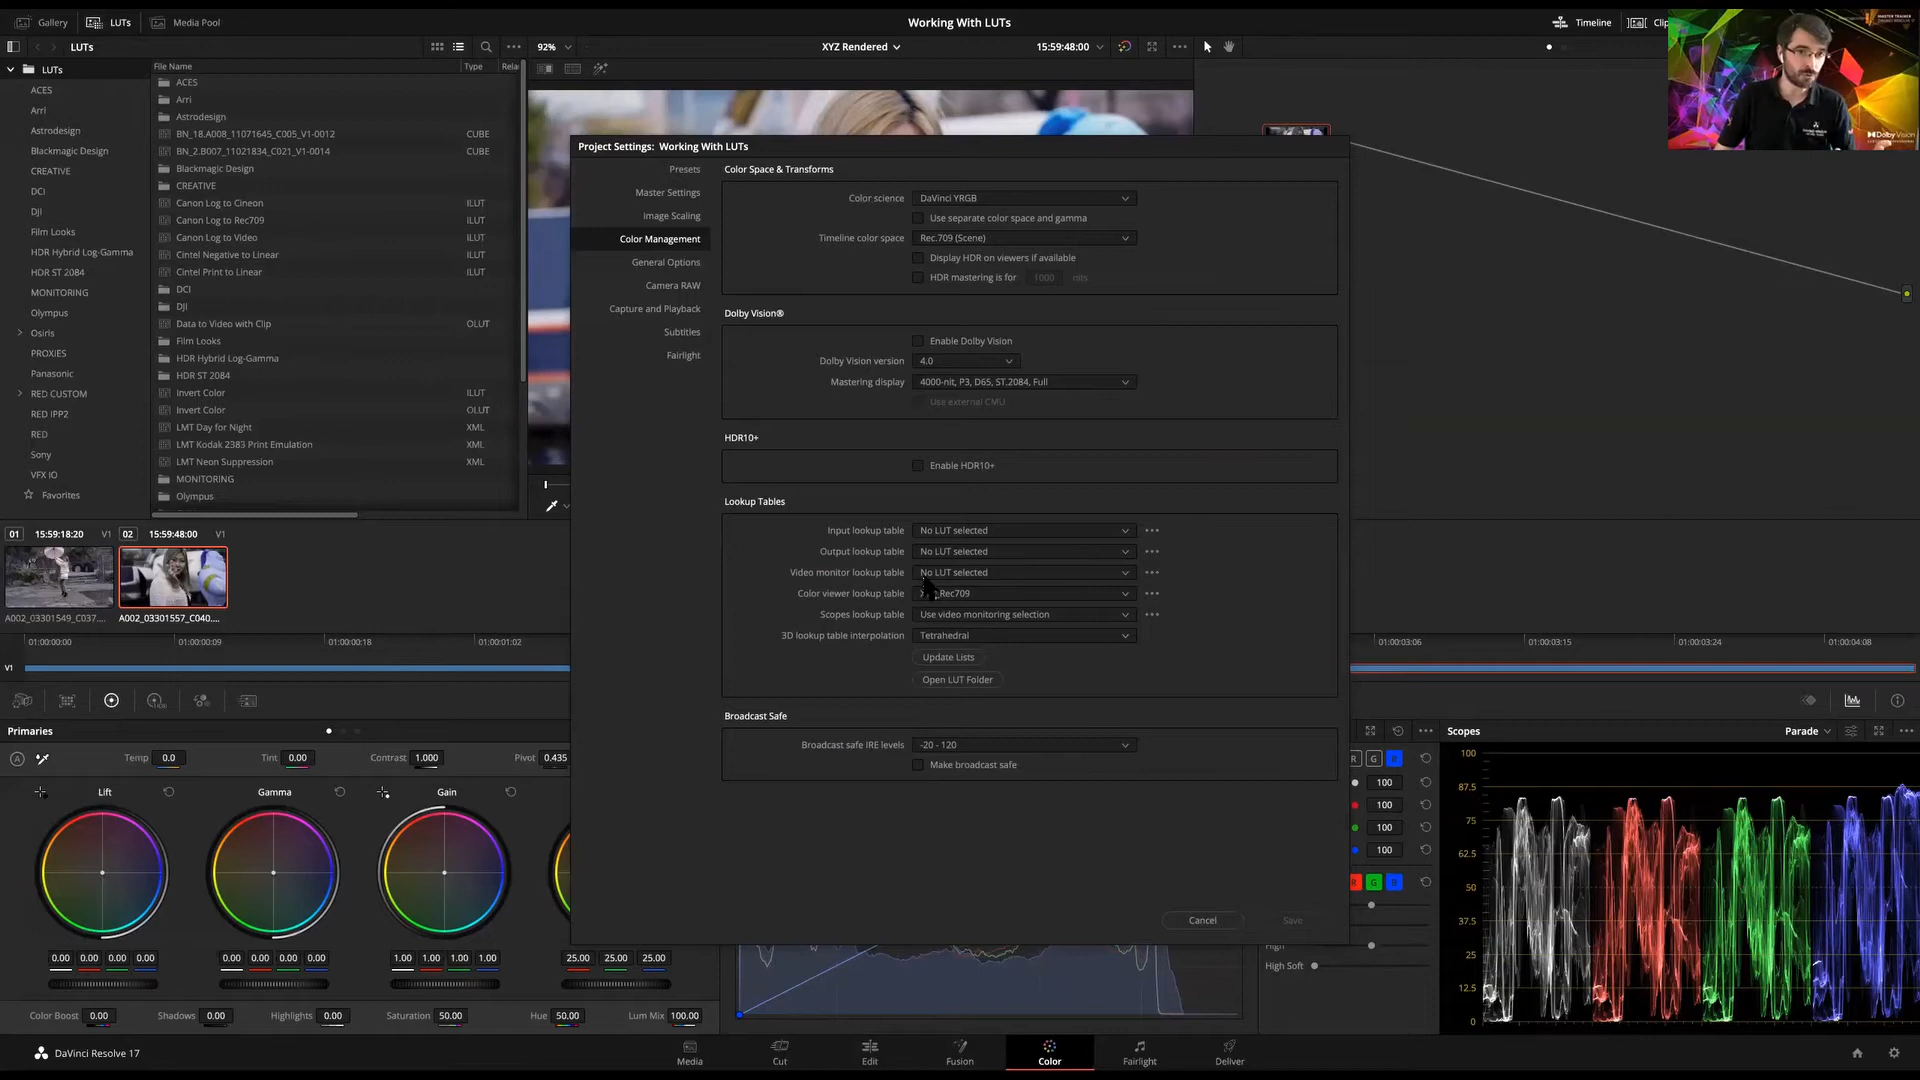 Gallery
LUTs
Media Pool
Working With LUTs
Timeline
LUTs
92%
XYZ Rendered
15:59:48:00
LUTs
ACES
Arri
Astrodesign
Blackmagic Design
CREATIVE
DCI
DJI
Film Looks
HDR Hybrid Log-Gamma
HDR ST 2084
MONITORING
Olympus
Osiris
PROXIES
Panasonic
RED CUSTOM
RED IPP2
RED
Sony
VFX IO
Favorites
File Name Type Rela
ACES
Arri
Astrodesign
BN_18.A008_11071645_C005_V1-0012 CUBE
BN_2.B007_11021834_C021_V1-0014 CUBE
Blackmagic Design
CREATIVE
Canon Log to Cineon ILUT
Canon Log to Rec709 ILUT
Canon Log to Video ILUT
Cintel Negative to Linear ILUT
Cintel Print to Linear ILUT
DCI
DJI
Data to Video with Clip OLUT
Film Looks
HDR Hybrid Log-Gamma
HDR ST 2084
Invert Color ILUT
Invert Color OLUT
LMT Day for Night XML
LMT Kodak 2383 Print Emulation XML
LMT Neon Suppression XML
MONITORING
Olympus
Project Settings: Working With LUTs
Presets
Master Settings
Image Scaling
Color Management
General Options
Camera RAW
Capture and Playback
Subtitles
Fairlight
Color Space & Transforms
Color science DaVinci YRGB
Use separate color space and gamma
Timeline color space Rec.709 (Scene)
Display HDR on viewers if available
HDR mastering is for 1000 nits
Dolby Vision®
Enable Dolby Vision
Dolby Vision version 4.0
Mastering display 4000-nit, P3, D65, ST.2084, Full
Use external CMU
HDR10+
Enable HDR10+
Lookup Tables
Input lookup table No LUT selected
Output lookup table No LUT selected
Video monitor lookup table No LUT selected
Color viewer lookup table Rec709
Scopes lookup table Use video monitoring selection
3D lookup table interpolation Tetrahedral
Update Lists
Open LUT Folder
Broadcast Safe
Broadcast safe IRE levels -20 - 120
Make broadcast safe
Cancel
Save
01 15:59:18:20 V1
02 15:59:48:00 V1
A002_03301549_C037....
A002_03301557_C040....
01:00:00:00
01:00:00:09
01:00:00:18
01:00:01:02
01:00:03:06
01:00:03:15
01:00:03:24
01:00:04:08
V1
Primaries
Temp 0.0
Tint 0.00
Contrast 1.000
Pivot 0.435
Lift
Gamma
Gain
0.00 0.00 0.00 0.00
0.00 0.00 0.00 0.00
1.00 1.00 1.00 1.00
25.00 25.00 25.00
Color Boost 0.00
Shadows 0.00
Highlights 0.00
Saturation 50.00
Hue 50.00
Lum Mix 100.00
R G B
100
100
100
100
R G B
High
High Soft
Scopes
Parade
100
87.5
75
62.5
50
37.5
25
12.5
0
DaVinci Resolve 17
Media
Cut
Edit
Fusion
Color
Fairlight
Deliver
Dolby Vision